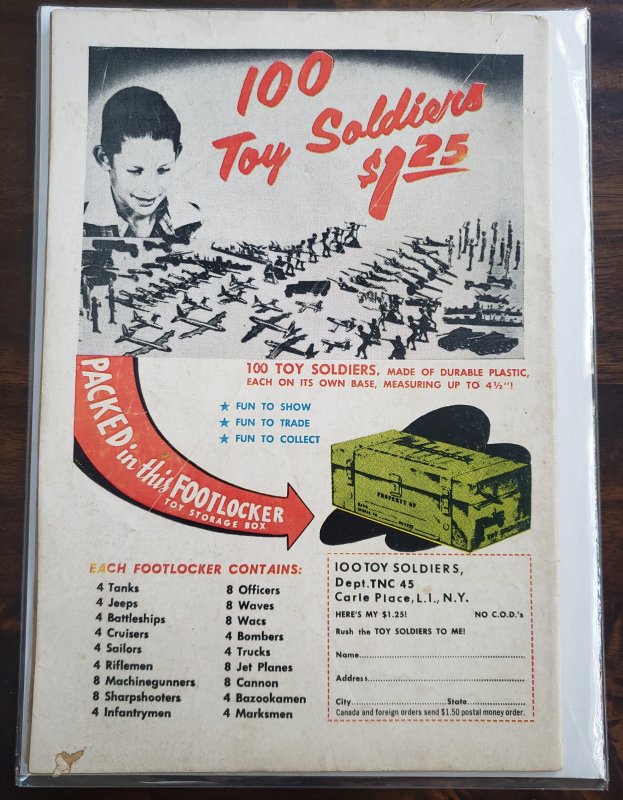 100
Toy Soldiers
$1.25
100 TOY SOLDIERS, MADE OF DURABLE PLASTIC,
EACH ON ITS OWN BASE, MEASURING UP TO 4½"!
★ FUN TO SHOW
★ FUN TO TRADE
★ FUN TO COLLECT
PACKED in this FOOTLOCKER
TOY STORAGE BOX
PROPERTY OF
EACH FOOTLOCKER CONTAINS:
4 Tanks
4 Jeeps
4 Battleships
4 Cruisers
4 Sailors
4 Riflemen
8 Machinegunners
8 Sharpshooters
4 Infantrymen
8 Officers
8 Waves
8 Wacs
4 Bombers
4 Trucks
8 Jet Planes
8 Cannon
4 Bazookamen
4 Marksmen
100 TOY SOLDIERS,
Dept. TNC 45
Carle Place, L.I., N.Y.
HERE'S MY $1.25! NO C.O.D.'s
Rush the TOY SOLDIERS TO ME!
Name
Address
City State
Canada and foreign orders send $1.50 postal money order.